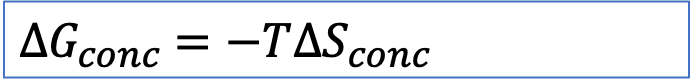 ΔG_conc = −TΔS_conc